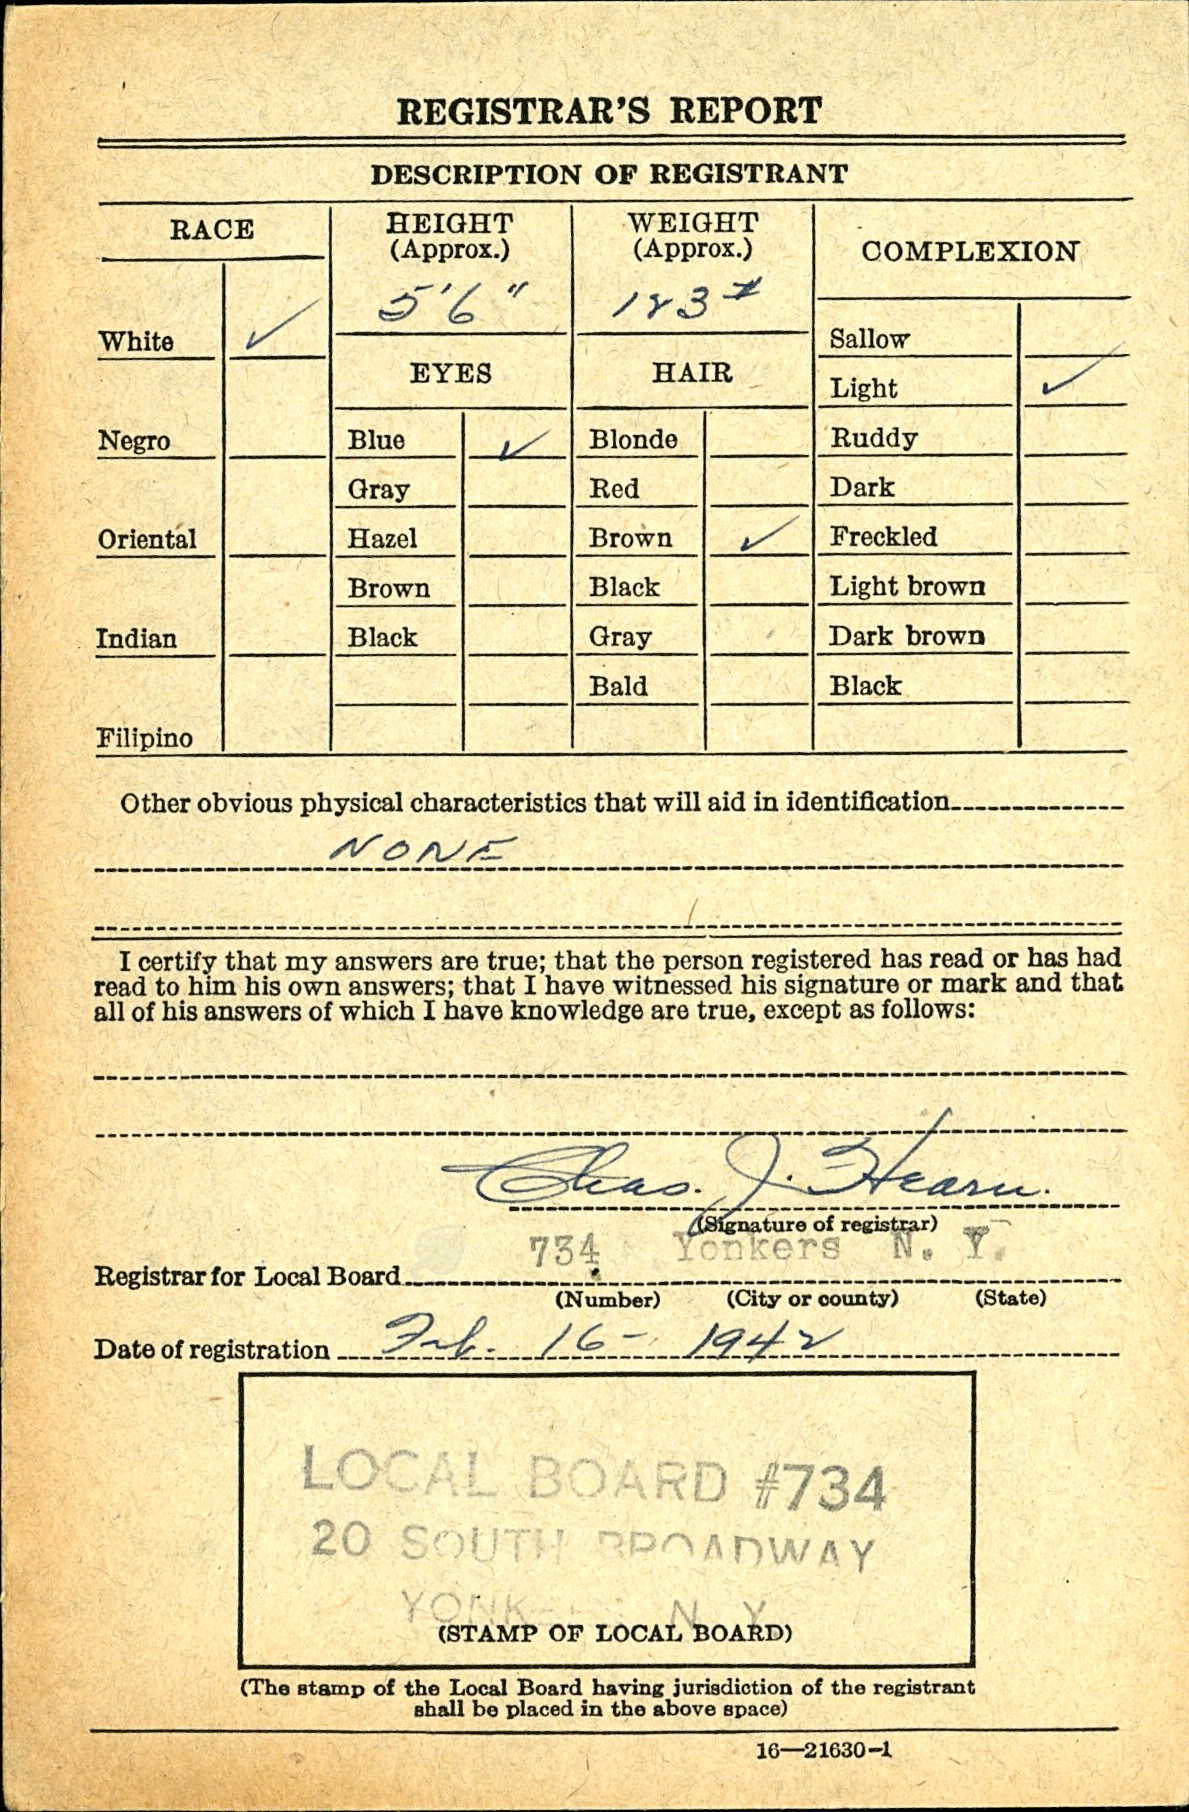 REGISTRAR'S REPORT
DESCRIPTION OF REGISTRANT
RACE
HEIGHT
(Approx.)
WEIGHT
(Approx.)
COMPLEXION
5'6"
183 #
White ✓
EYES
HAIR
Sallow
Light ✓
Negro
Blue ✓
Blonde
Ruddy
Gray
Red
Dark
Oriental
Hazel
Brown ✓
Freckled
Brown
Black
Light brown
Indian
Black
Gray
Dark brown
Bald
Black
Filipino
Other obvious physical characteristics that will aid in identification
NONE
I certify that my answers are true; that the person registered has read or has had
read to him his own answers; that I have witnessed his signature or mark and that
all of his answers of which I have knowledge are true, except as follows:
Chas. J. Hearn.
(Signature of registrar)
734 Yonkers N. Y.
Registrar for Local Board
(Number) (City or county) (State)
Date of registration Feb. 16 - 1942
LOCAL BOARD #734
20 SOUTH BROADWAY
N. Y.
(STAMP OF LOCAL BOARD)
(The stamp of the Local Board having jurisdiction of the registrant
shall be placed in the above space)
16—21630-1